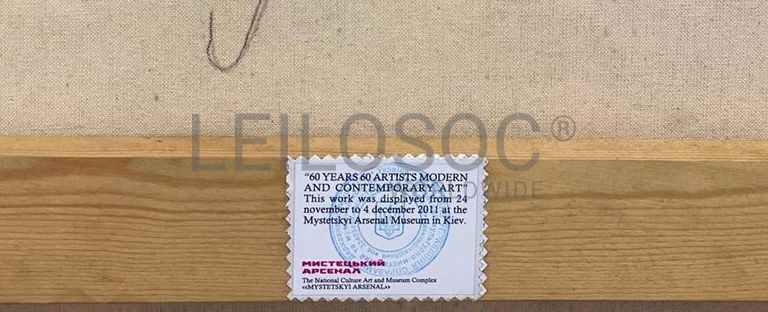 LEILOSOC®
WORLDWIDE
"60 YEARS 60 ARTISTS MODERN
AND CONTEMPORARY ART"
This work was displayed from 24
november to 4 december 2011 at the
Mystetskyi Arsenal Museum in Kiev.
МИСТЕЦЬКИЙ
АРСЕНАЛ
The National Culture Art and Museum Complex
«MYSTETSKYI ARSENAL»